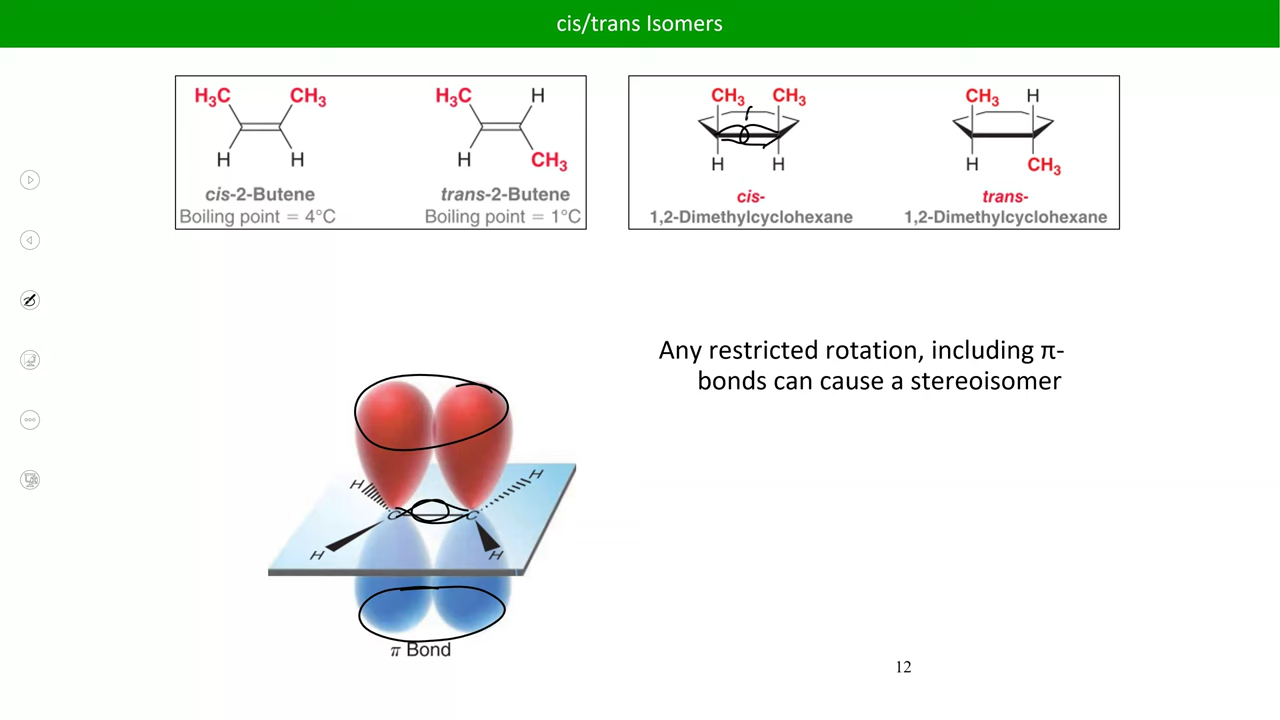 cis/trans Isomers
H₃C CH₃
H H
cis-2-Butene
Boiling point = 4°C
H₃C H
H CH₃
trans-2-Butene
Boiling point = 1°C
CH₃ CH₃
H H
cis-
1,2-Dimethylcyclohexane
CH₃ H
H CH₃
trans-
1,2-Dimethylcyclohexane
Any restricted rotation, including π-
bonds can cause a stereoisomer
H H
C C
H H
π Bond
12